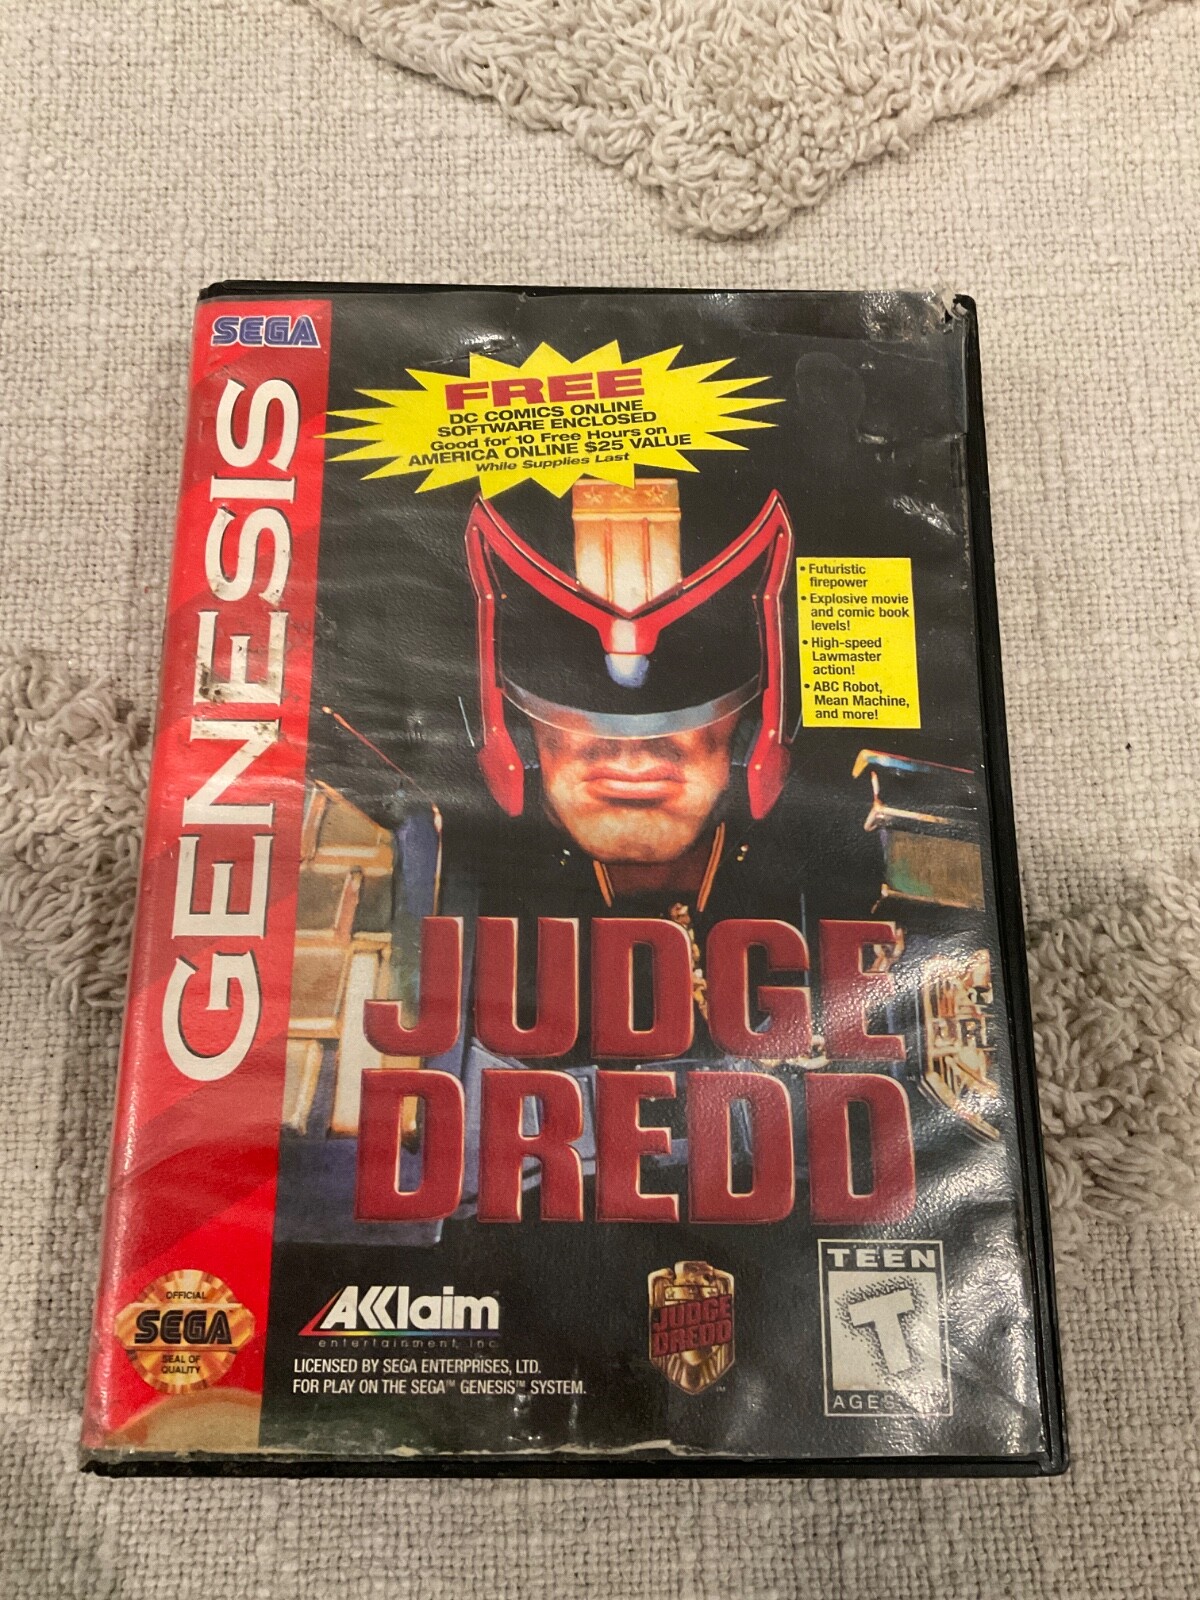 SEGA
GENESIS
FREE
DC COMICS ONLINE
SOFTWARE ENCLOSED
Good for 10 Free Hours on
AMERICA ONLINE $25 VALUE
While Supplies Last
• Futuristic
firepower
• Explosive movie
and comic book
levels!
• High-speed
Lawmaster
action!
• ABC Robot,
Mean Machine,
and more!
JUDGE
DREDD
OFFICIAL
SEGA
SEAL OF
QUALITY
AKKlaim
entertainment, inc.
LICENSED BY SEGA ENTERPRISES, LTD.
FOR PLAY ON THE SEGA™ GENESIS™ SYSTEM.
JUDGE
DREDD
™
TEEN
T
AGES